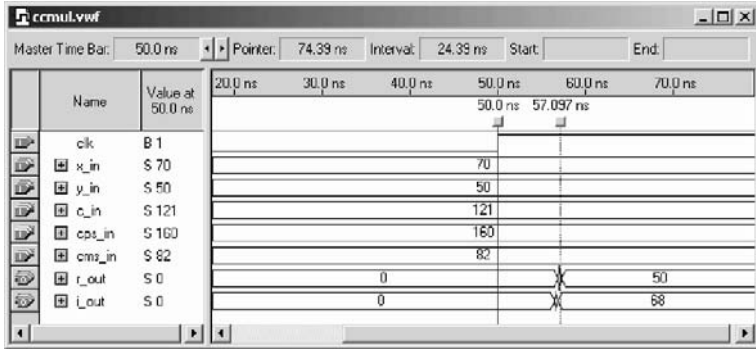 ccmul.vwf
Master Time Bar: 50.0 ns Pointer: 74.39 ns Interval: 24.39 ns Start: End:
Name Value at 50.0 ns 20.0 ns 30.0 ns 40.0 ns 50.0 ns 60.0 ns 70.0 ns
50.0 ns 57.097 ns
clk B 1
x_in S 70 70
y_in S 50 50
c_in S 121 121
cps_in S 160 160
cms_in S 82 82
r_out S 0 0 50
i_out S 0 0 68